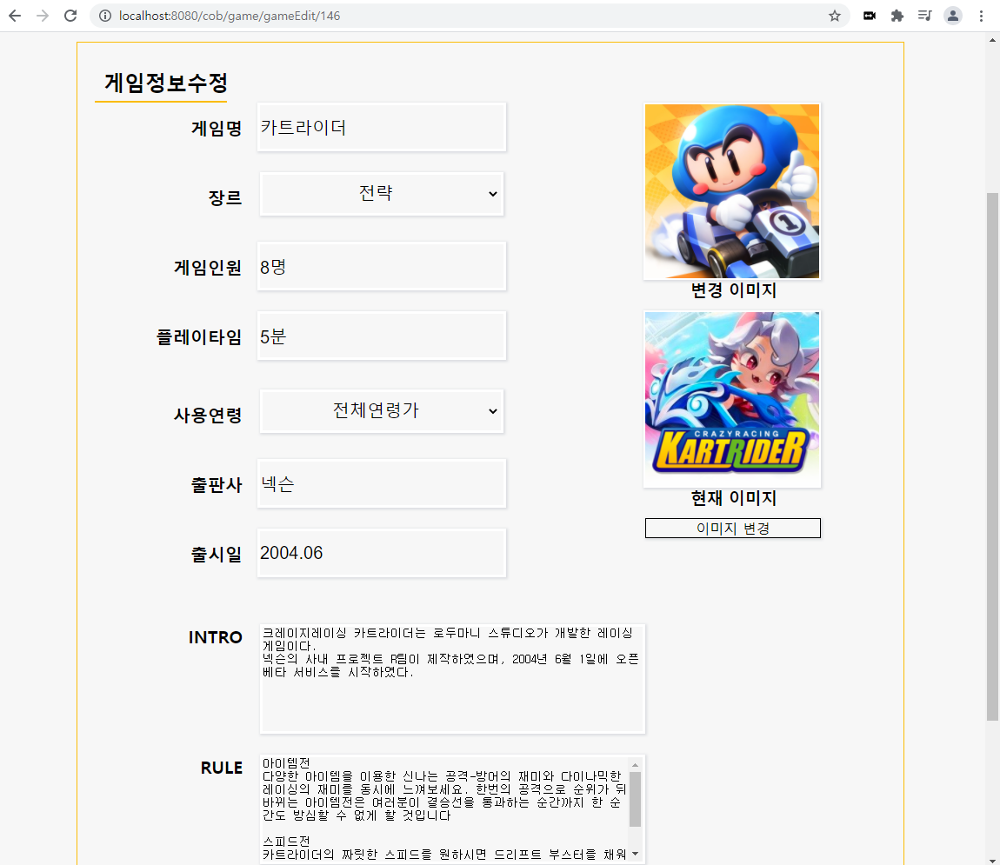 localhost:8080/cob/game/gameEdit/146
게임정보수정
게임명
카트라이더
장르
전략
게임인원
8명
플레이타임
5분
사용연령
전체연령가
출판사
넥슨
출시일
2004.06
1
변경 이미지
CRAZYRACING
KARTRIDER
현재 이미지
이미지 변경
INTRO
크레이지레이싱 카트라이더는 로두마니 스튜디오가 개발한 레이싱
게임이다.
넥슨의 사내 프로젝트 R팀이 제작하였으며, 2004년 6월 1일에 오픈
베타 서비스를 시작하였다.
RULE
아이템전
다양한 아이템을 이용한 신나는 공격-방어의 재미와 다이나믹한
레이싱의 재미를 동시에 느껴보세요. 한번의 공격으로 순위가 뒤
바뀌는 아이템전은 여러분이 결승선을 통과하는 순간까지 한 순
간도 방심할 수 없게 할 것입니다
스피드전
카트라이더의 짜릿한 스피드를 원하시면 드리프트 부스터를 채워